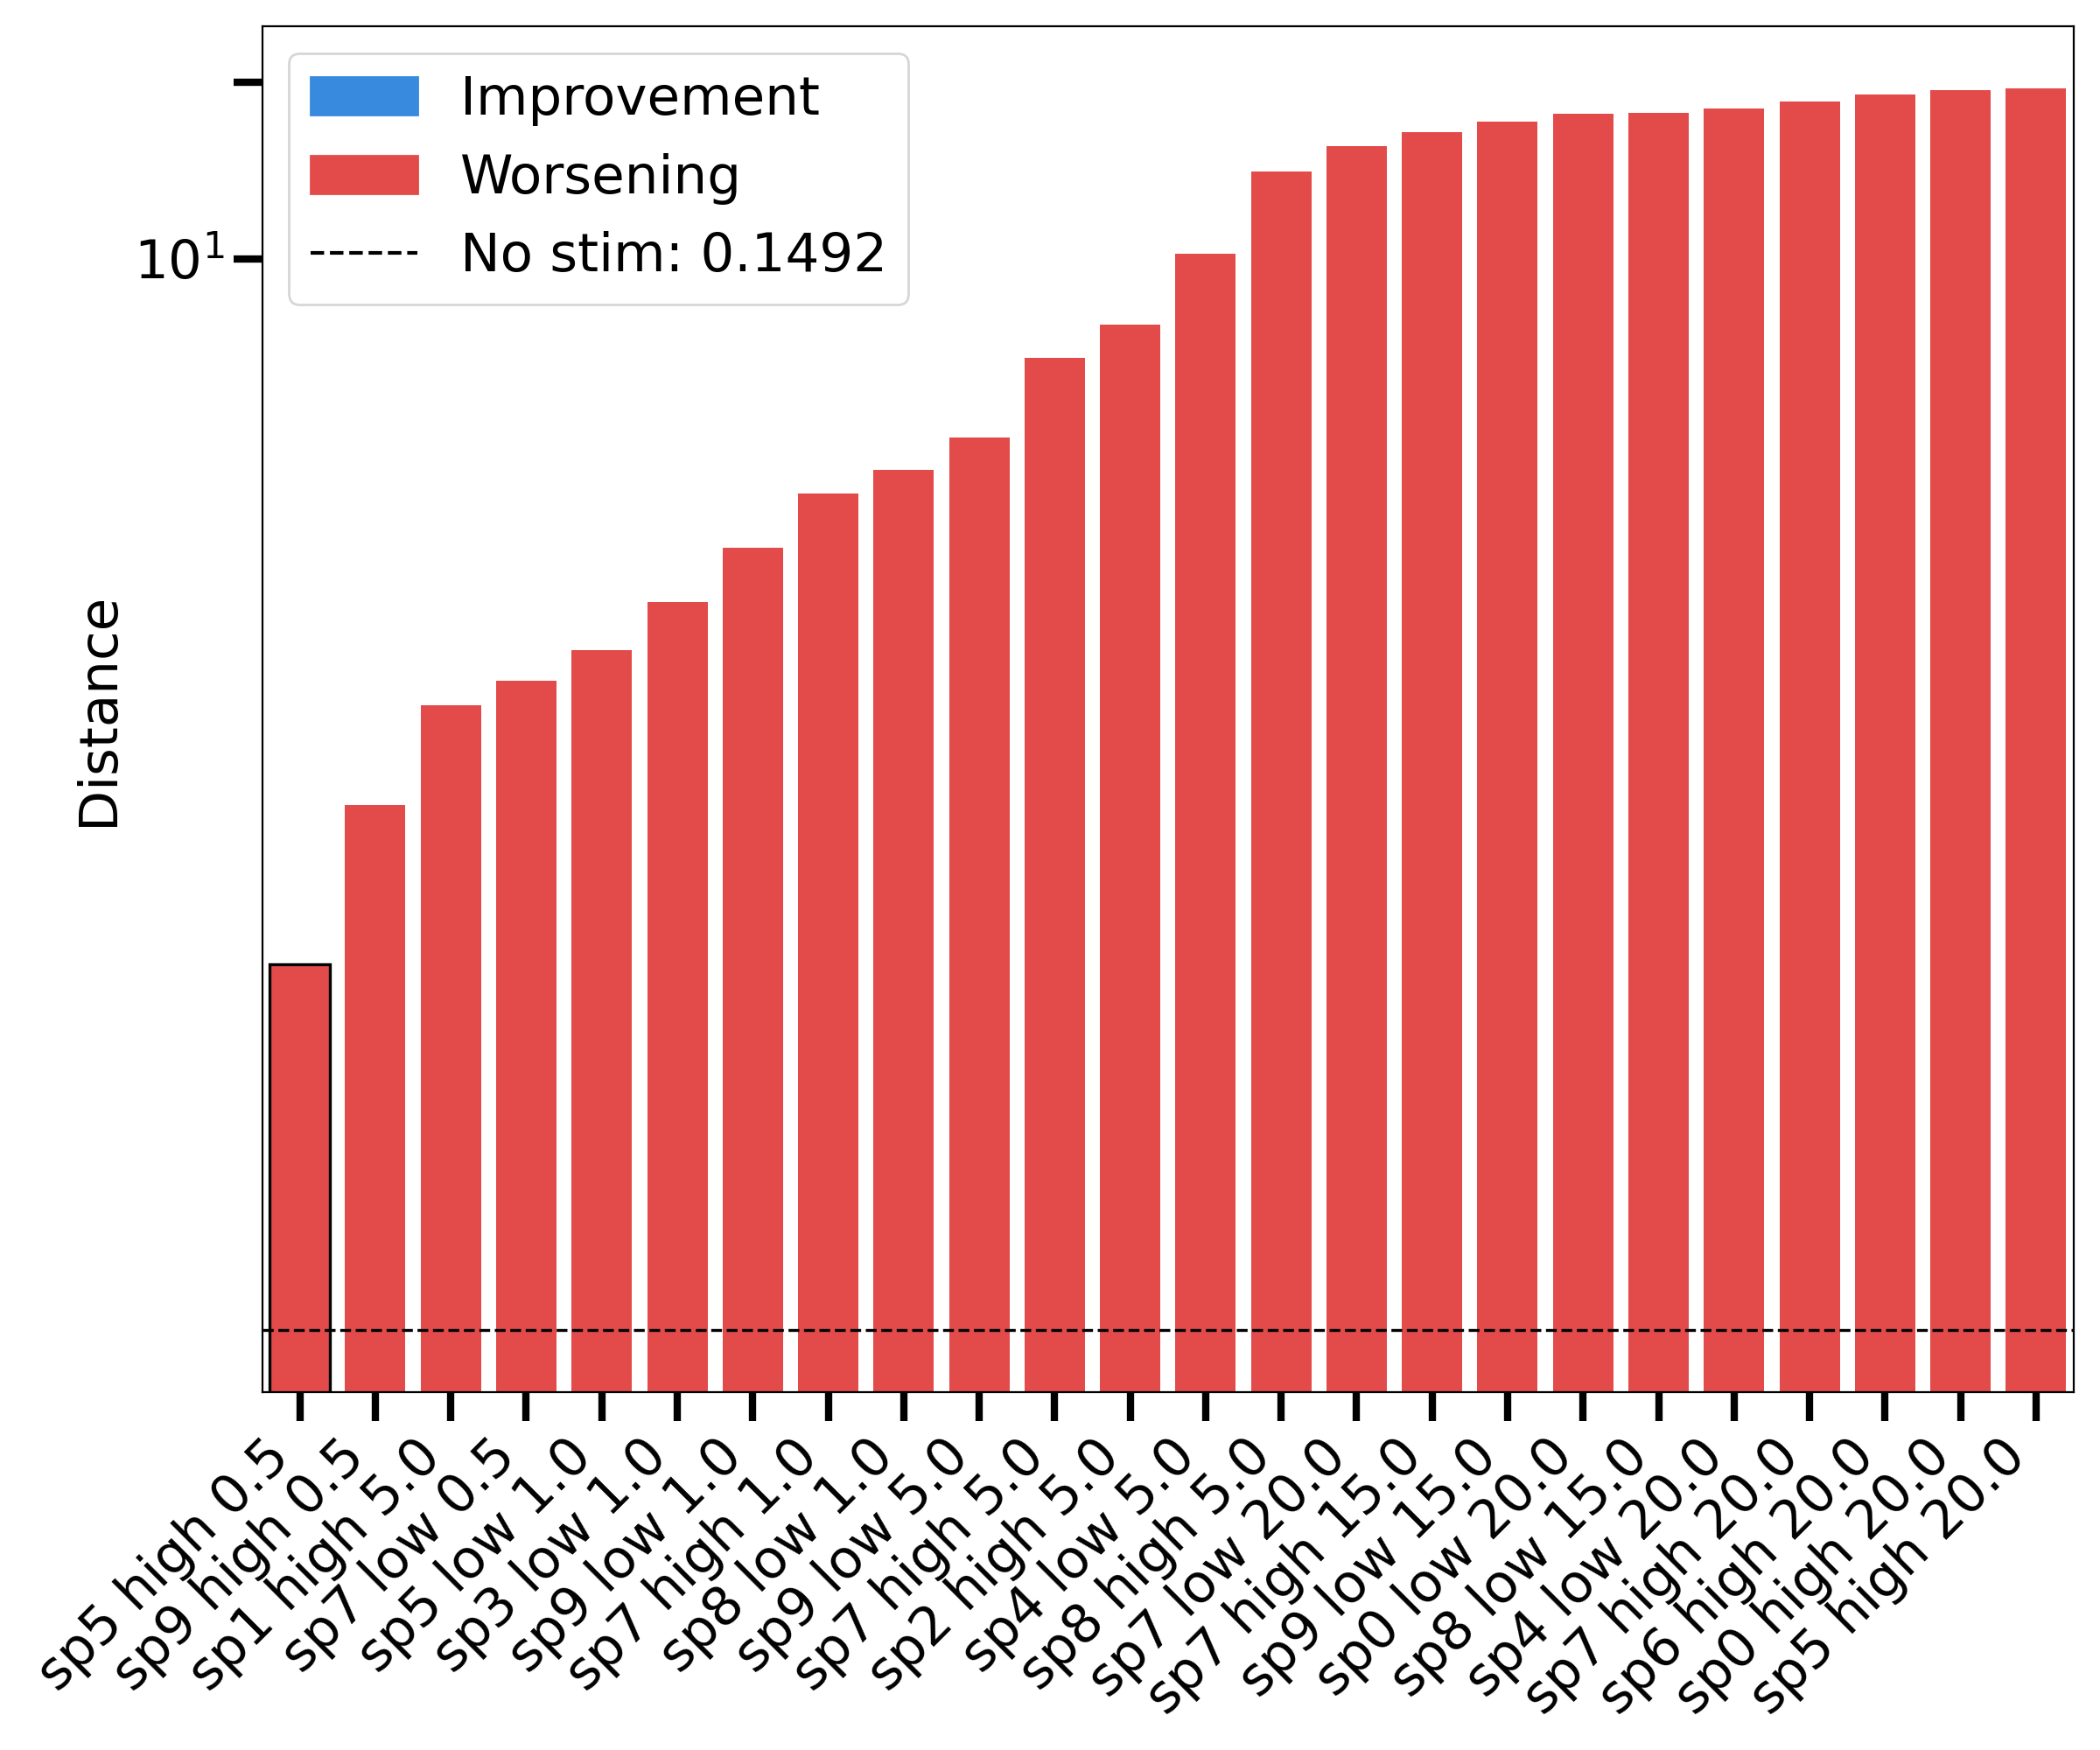 Improvement
Worsening
No stim: 0.1492
10¹
Distance
sp5 high 0.5
sp9 high 0.5
sp1 high 5.0
sp7 low 0.5
sp5 low 1.0
sp3 low 1.0
sp9 low 1.0
sp7 high 1.0
sp8 low 1.0
sp9 low 5.0
sp7 high 5.0
sp2 high 5.0
sp4 low 5.0
sp8 high 5.0
sp7 low 20.0
sp7 high 15.0
sp9 low 15.0
sp0 low 20.0
sp8 low 15.0
sp4 low 20.0
sp7 high 20.0
sp6 high 20.0
sp0 high 20.0
sp5 high 20.0